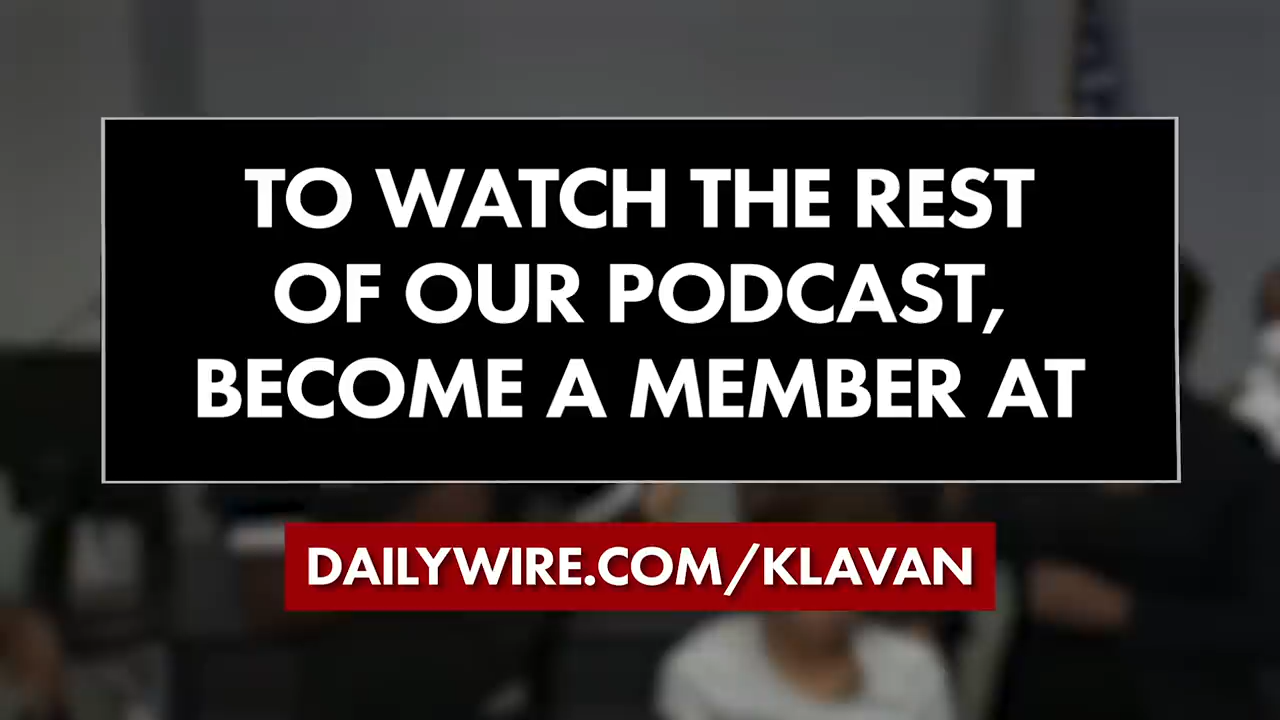 TO WATCH THE REST
OF OUR PODCAST,
BECOME A MEMBER AT
DAILYWIRE.COM/KLAVAN